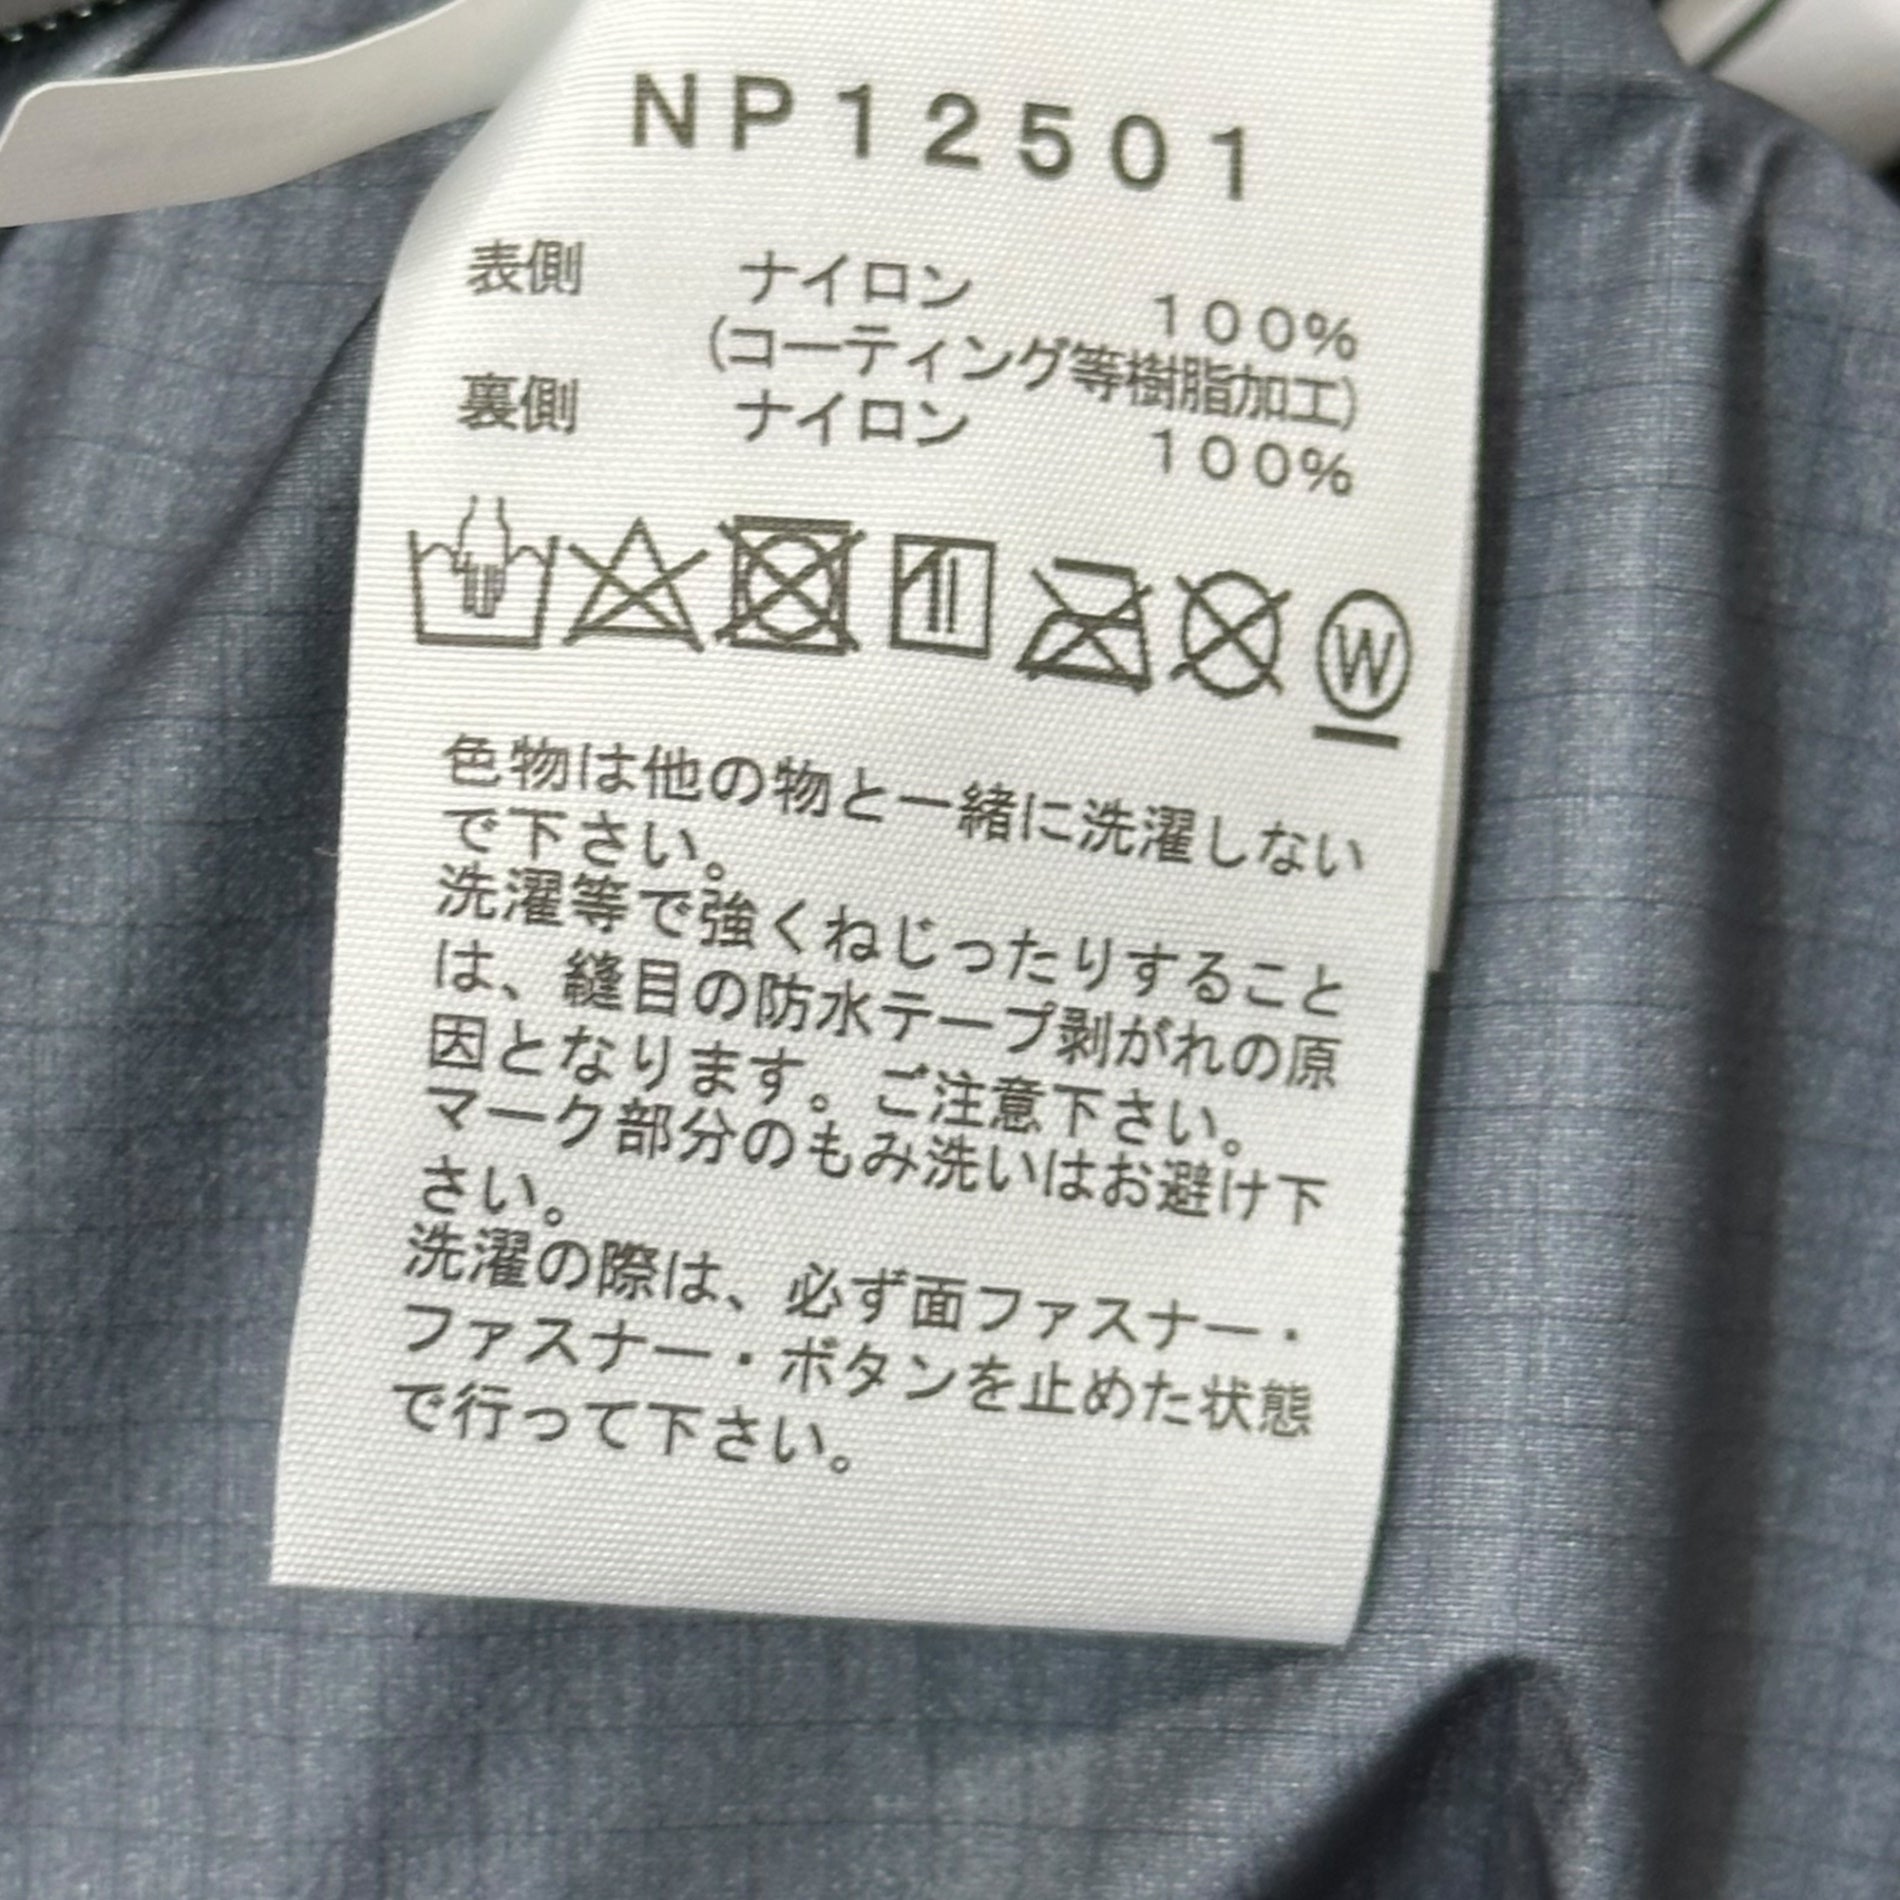 NP12501
表側 ナイロン 100%
(コーティング等樹脂加工)
裏側 ナイロン 100%
W
色物は他の物と一緒に洗濯しない
で下さい。
洗濯等で強くねじったりすること
は、縫目の防水テープ剥がれの原
因となります。ご注意下さい。
マーク部分のもみ洗いはお避け下
さい。
洗濯の際は、必ず面ファスナー・
ファスナー・ボタンを止めた状態
で行って下さい。